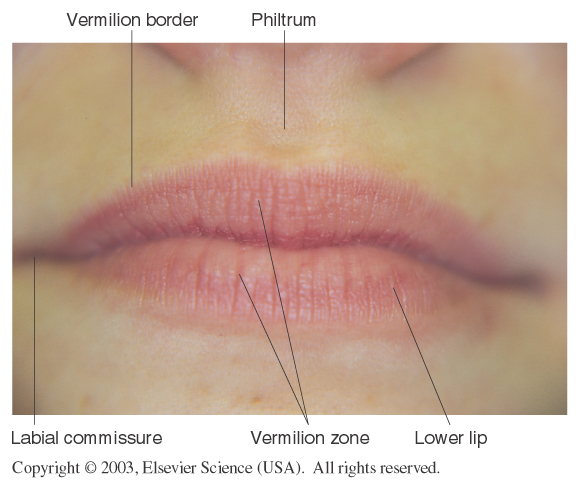 Vermilion border
Philtrum
Labial commissure
Vermilion zone
Lower lip
Copyright © 2003, Elsevier Science (USA).  All rights reserved.